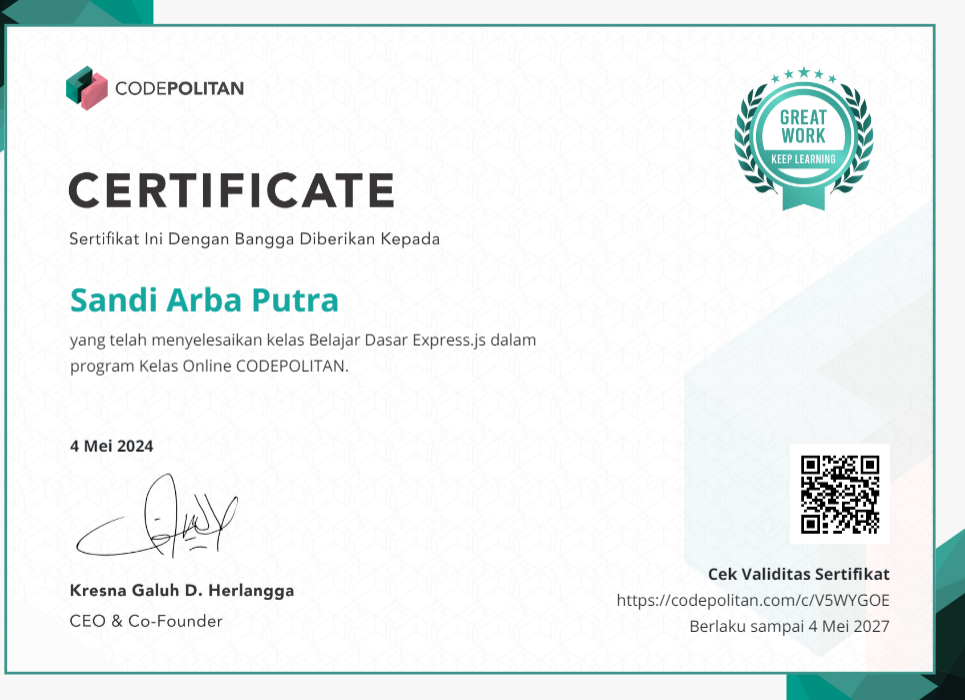 CODEPOLITAN
GREAT
WORK
KEEP LEARNING
CERTIFICATE
Sertifikat Ini Dengan Bangga Diberikan Kepada
Sandi Arba Putra
yang telah menyelesaikan kelas Belajar Dasar Express.js dalam
program Kelas Online CODEPOLITAN.
4 Mei 2024
Kresna Galuh D. Herlangga
CEO & Co-Founder
Cek Validitas Sertifikat
https://codepolitan.com/c/V5WYGOE
Berlaku sampai 4 Mei 2027